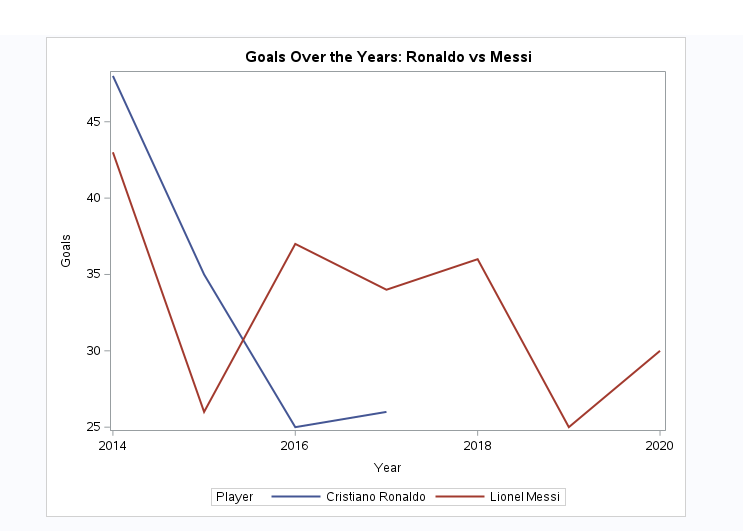 Goals Over the Years: Ronaldo vs Messi
45
40
35
30
25
Goals
2014 2016 2018 2020
Year
Player Cristiano Ronaldo Lionel Messi